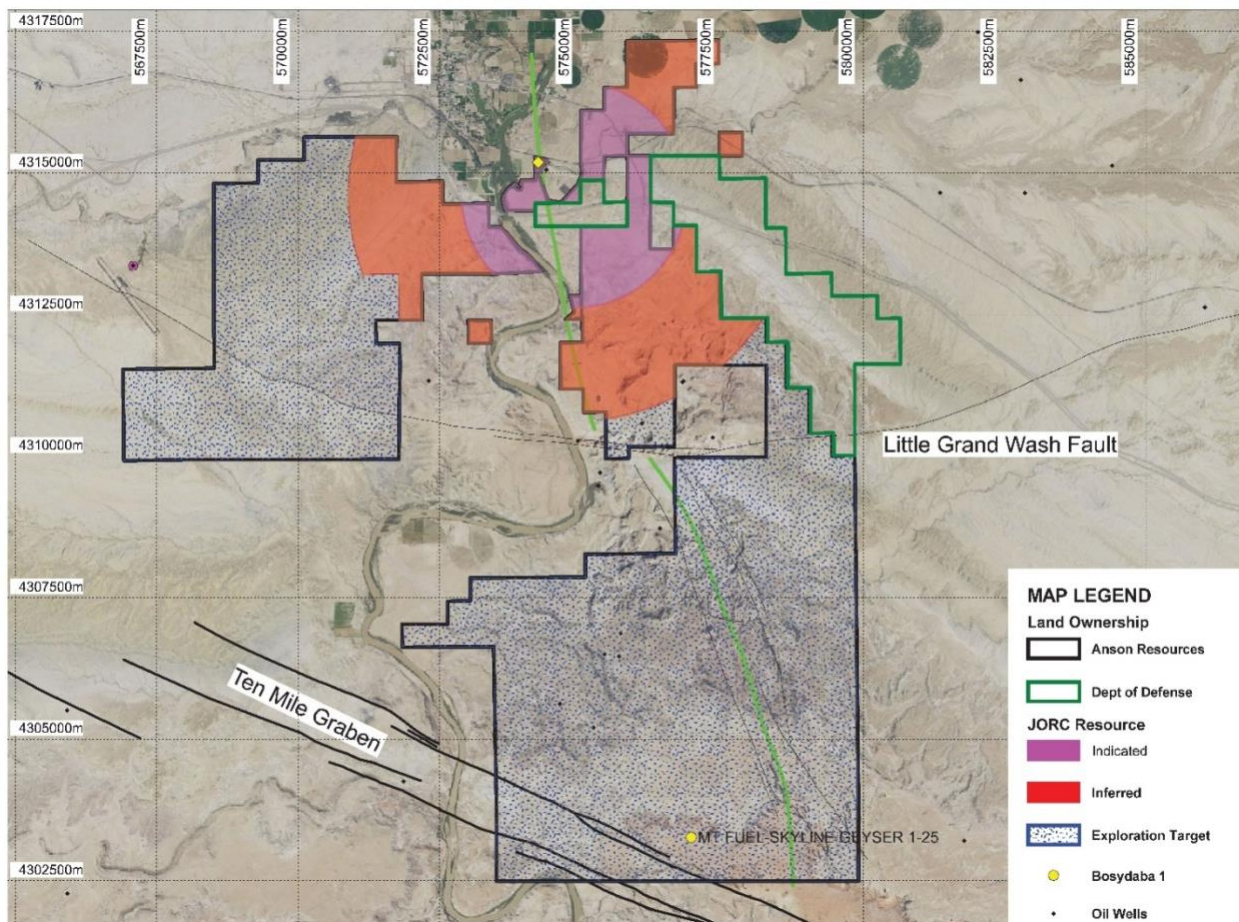 4317500m
567500m
570000m
572500m
575000m
577500m
580000m
582500m
585000m
4315000m
4312500m
4310000m
Little Grand Wash Fault
4307500m
Ten Mile Graben
4305000m
MT FUEL-SKYLINE GEYSER 1-25
4302500m
MAP LEGEND
Land Ownership
Anson Resources
Dept of Defense
JORC Resource
Indicated
Inferred
Exploration Target
Bosydaba 1
Oil Wells